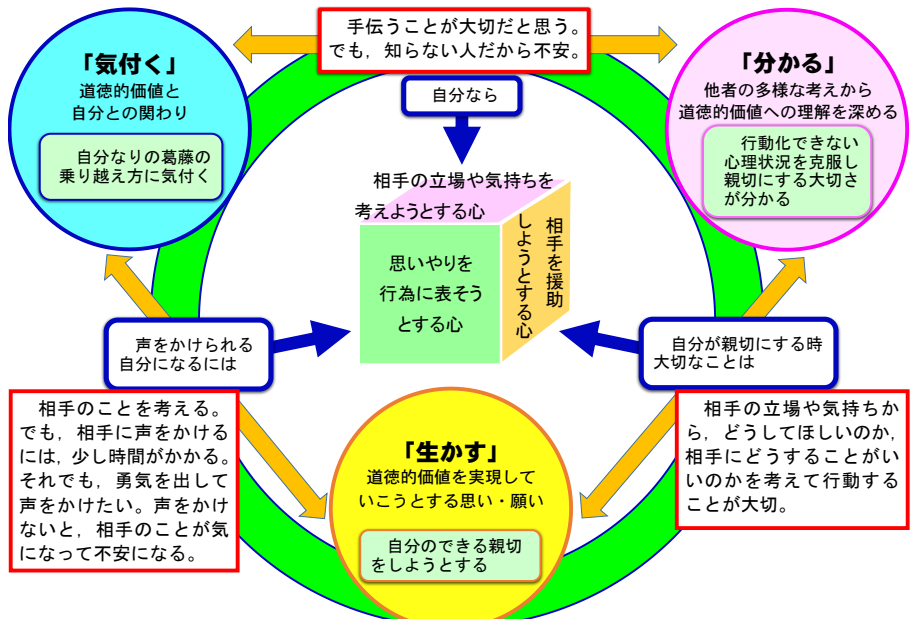 手伝うことが大切だと思う。
でも，知らない人だから不安。
「気付く」
道徳的価値と
自分との関わり
自分なりの葛藤の
乗り越え方に気付く
自分なら
「分かる」
他者の多様な考えから
道徳的価値への理解を深める
行動化できない
心理状況を克服し
親切にする大切さ
が分かる
相手の立場や気持ちを
考えようとする心
思いやりを
行為に表そう
とする心
相手を援助
しようとする心
声をかけられる
自分になるには
自分が親切にする時
大切なことは
相手のことを考える。
でも，相手に声をかける
には，少し時間がかかる。
それでも，勇気を出して
声をかけたい。声をかけ
ないと，相手のことが気
になって不安になる。
「生かす」
道徳的価値を実現して
いこうとする思い・願い
自分のできる親切
をしようとする
相手の立場や気持ちか
ら，どうしてほしいのか，
相手にどうすることがい
いのかを考えて行動する
ことが大切。